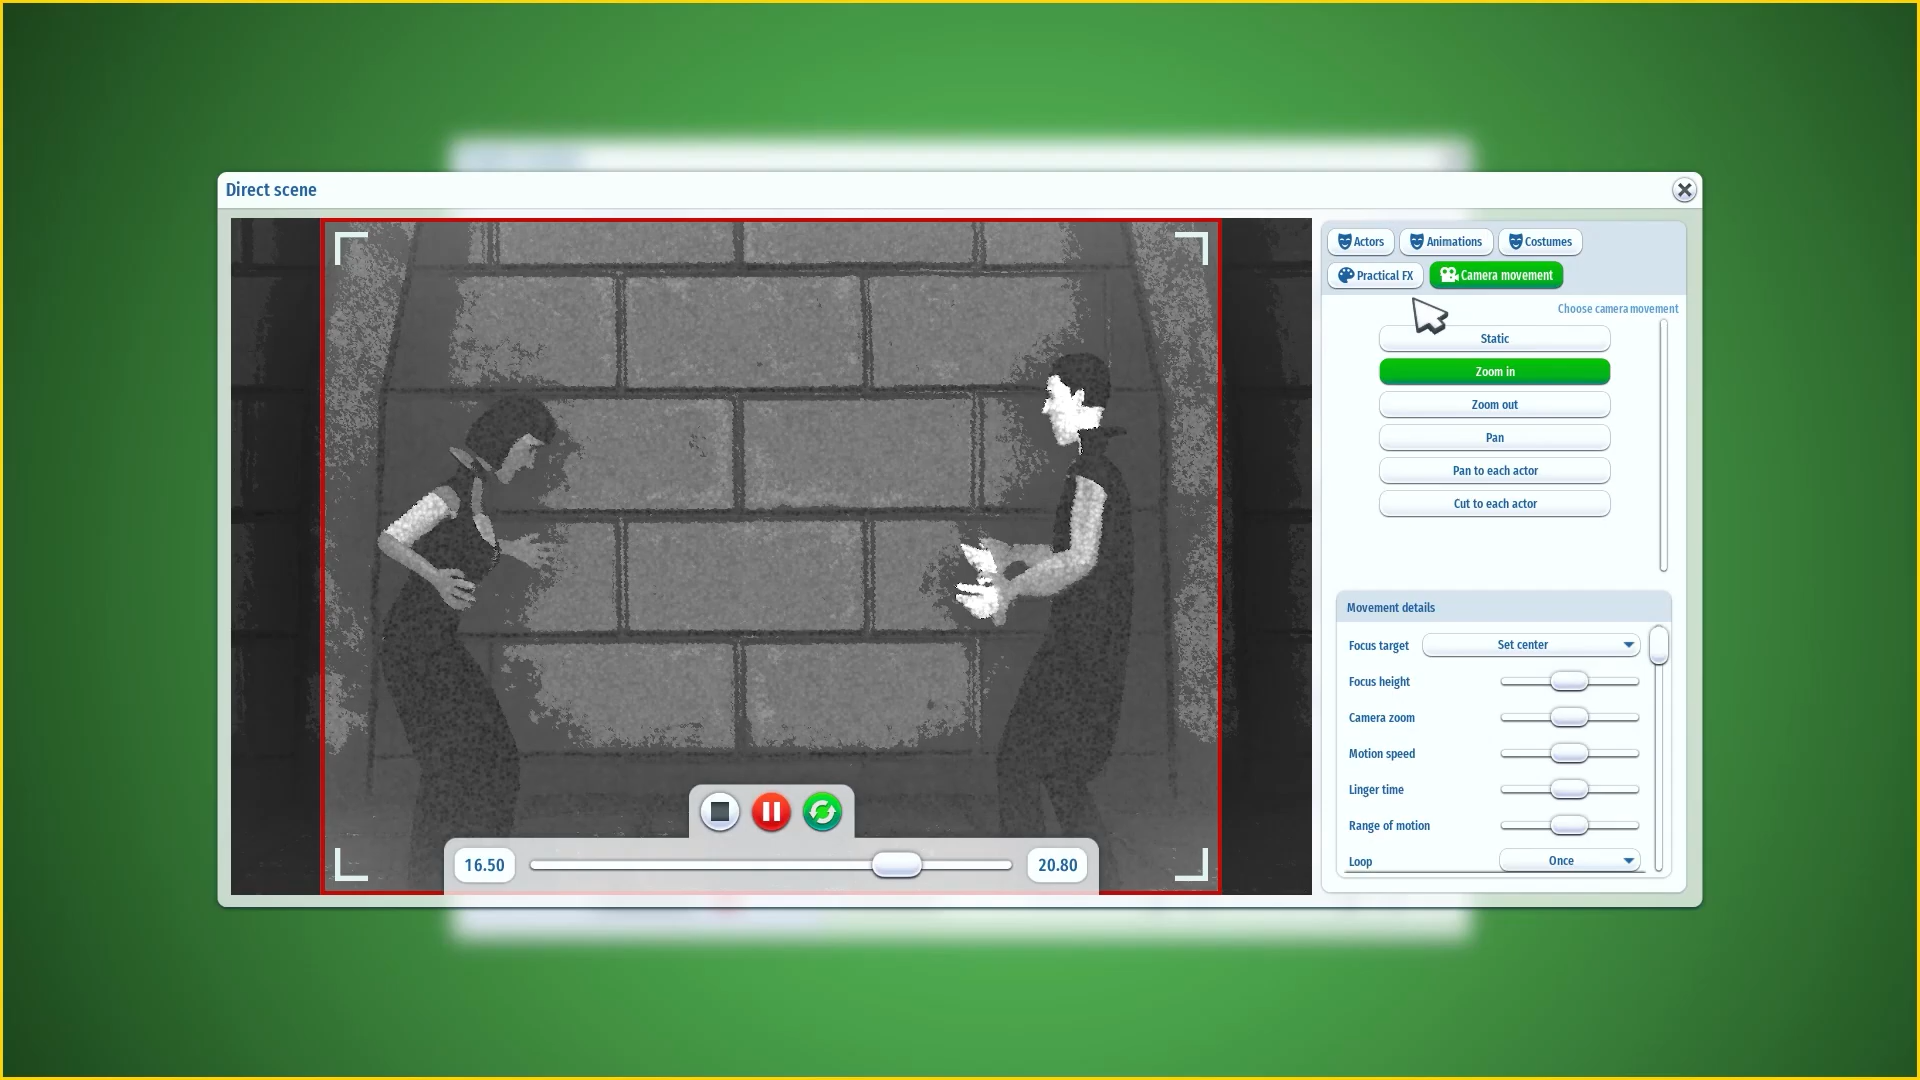 Direct scene
Actors
Animations
Costumes
Practical FX
Camera movement
Choose camera movement
Static
Zoom in
Zoom out
Pan
Pan to each actor
Cut to each actor
Movement details
Focus target
Set center
Focus height
Camera zoom
Motion speed
Linger time
Range of motion
Loop
Once
16.50
20.80